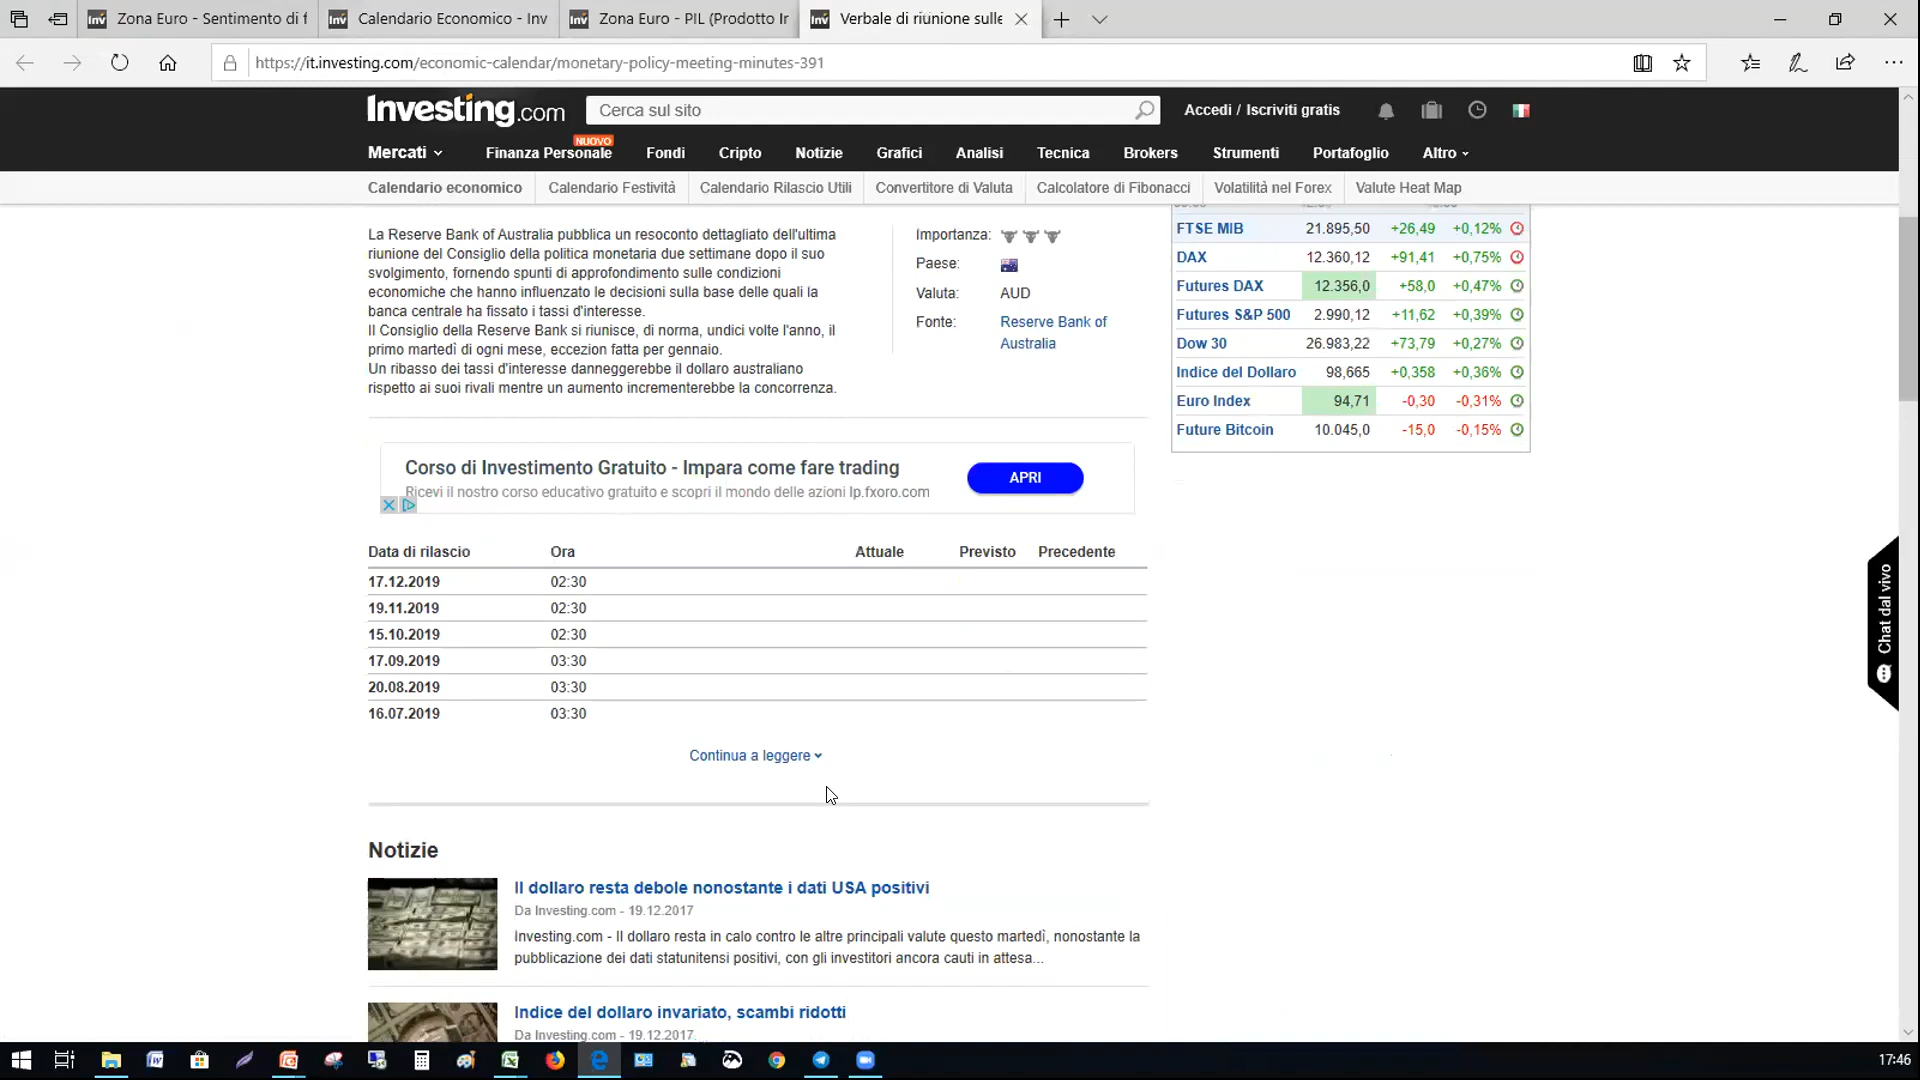 Zona Euro - Sentimento di f
Calendario Economico - Inv
Zona Euro - PIL (Prodotto Ir
Verbale di riunione sulle
https://it.investing.com/economic-calendar/monetary-policy-meeting-minutes-391
Investing.com
Cerca sul sito
Accedi / Iscriviti gratis
NUOVO
Mercati Finanza Personale Fondi Cripto Notizie Grafici Analisi Tecnica Brokers Strumenti Portafoglio Altro
Calendario economico Calendario Festività Calendario Rilascio Utili Convertitore di Valuta Calcolatore di Fibonacci Volatilità nel Forex Valute Heat Map
La Reserve Bank of Australia pubblica un resoconto dettagliato dell'ultima
riunione del Consiglio della politica monetaria due settimane dopo il suo
svolgimento, fornendo spunti di approfondimento sulle condizioni
economiche che hanno influenzato le decisioni sulla base delle quali la
banca centrale ha fissato i tassi d'interesse.
Il Consiglio della Reserve Bank si riunisce, di norma, undici volte l'anno, il
primo martedì di ogni mese, eccezion fatta per gennaio.
Un ribasso dei tassi d'interesse danneggerebbe il dollaro australiano
rispetto ai suoi rivali mentre un aumento incrementerebbe la concorrenza.
Importanza:
Paese:
Valuta: AUD
Fonte: Reserve Bank of
Australia
FTSE MIB 21.895,50 +26,49 +0,12%
DAX 12.360,12 +91,41 +0,75%
Futures DAX 12.356,0 +58,0 +0,47%
Futures S&P 500 2.990,12 +11,62 +0,39%
Dow 30 26.983,22 +73,79 +0,27%
Indice del Dollaro 98,665 +0,358 +0,36%
Euro Index 94,71 -0,30 -0,31%
Future Bitcoin 10.045,0 -15,0 -0,15%
Corso di Investimento Gratuito - Impara come fare trading
Ricevi il nostro corso educativo gratuito e scopri il mondo delle azioni lp.fxoro.com
APRI
Data di rilascio Ora Attuale Previsto Precedente
17.12.2019 02:30
19.11.2019 02:30
15.10.2019 02:30
17.09.2019 03:30
20.08.2019 03:30
16.07.2019 03:30
Continua a leggere
Chat dal vivo
Notizie
Il dollaro resta debole nonostante i dati USA positivi
Da Investing.com - 19.12.2017
Investing.com - Il dollaro resta in calo contro le altre principali valute questo martedì, nonostante la
pubblicazione dei dati statunitensi positivi, con gli investitori ancora cauti in attesa...
Indice del dollaro invariato, scambi ridotti
Da Investing.com - 19.12.2017
17:46